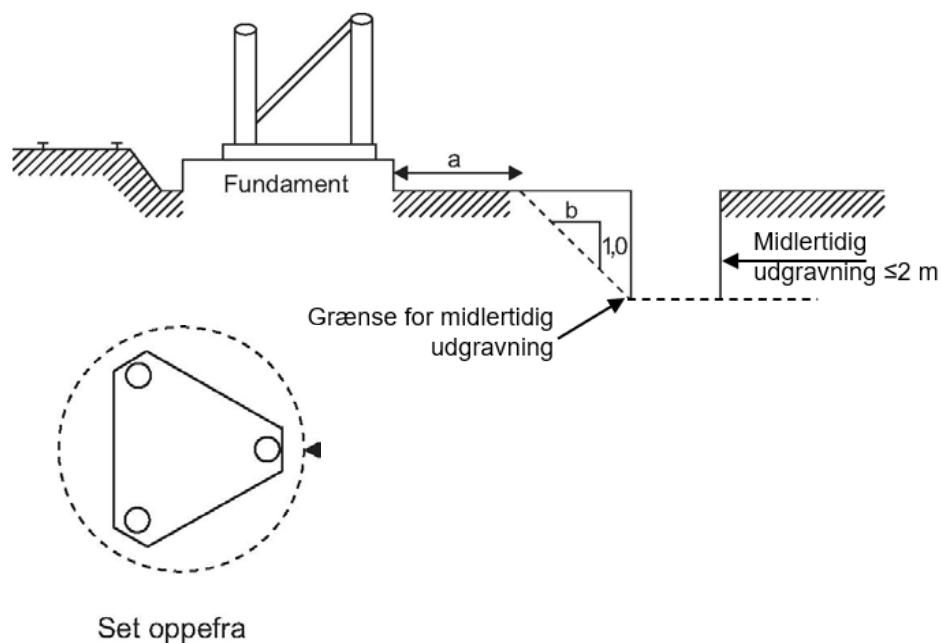 a
Fundament
b
1,0
Midlertidig
udgravning ≤2 m
Grænse for midlertidig
udgravning
Set oppefra